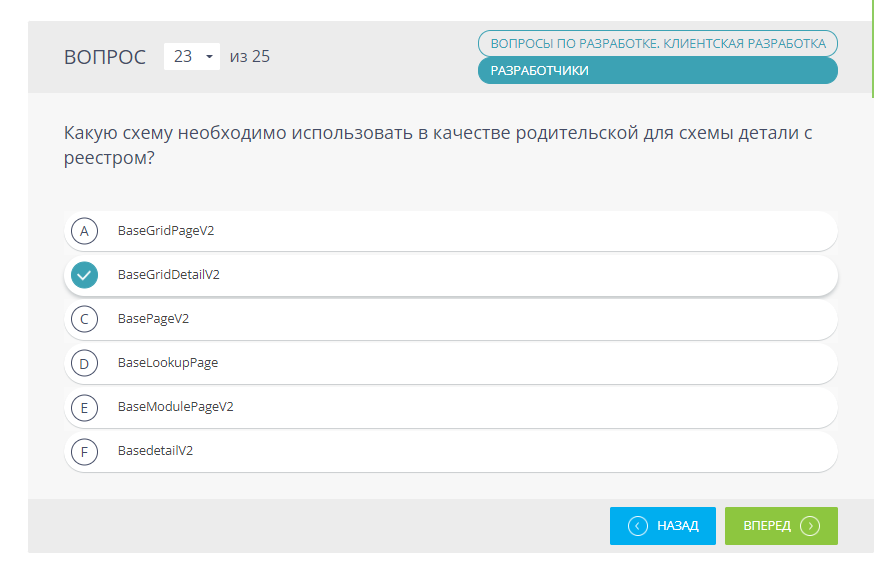 ВОПРОС 23 из 25
ВОПРОСЫ ПО РАЗРАБОТКЕ. КЛИЕНТСКАЯ РАЗРАБОТКА
РАЗРАБОТЧИКИ
Какую схему необходимо использовать в качестве родительской для схемы детали с
реестром?
A BaseGridPageV2
BaseGridDetailV2
C BasePageV2
D BaseLookupPage
E BaseModulePageV2
F BasedetailV2
НАЗАД ВПЕРЕД